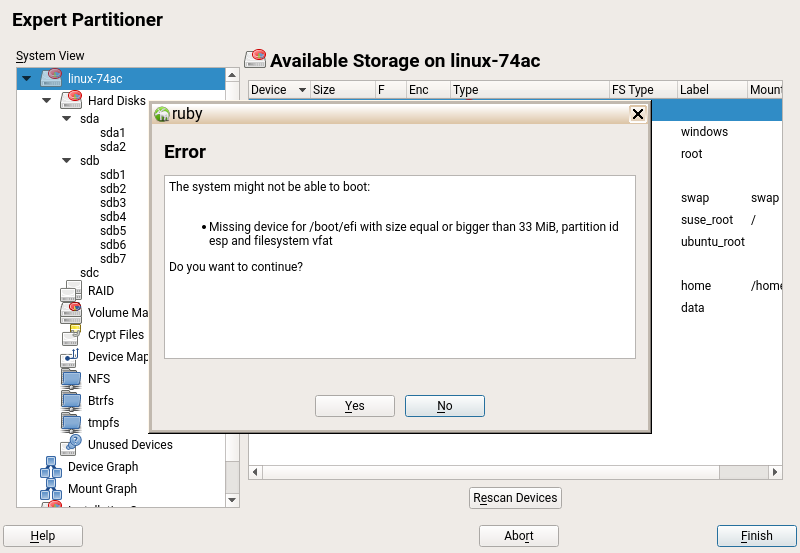 Expert Partitioner
System View
linux-74ac
Hard Disks
sda
sda1
sda2
sdb
sdb1
sdb2
sdb3
sdb4
sdb5
sdb6
sdb7
sdc
RAID
Volume Ma
Crypt Files
Device Map
NFS
Btrfs
tmpfs
Unused Devices
Device Graph
Mount Graph
Available Storage on linux-74ac
Device Size F Enc Type FS Type Label Mount
windows
root
swap swap
suse_root /
ubuntu_root
home /home
data
ruby
Error
The system might not be able to boot:
• Missing device for /boot/efi with size equal or bigger than 33 MiB, partition id
esp and filesystem vfat
Do you want to continue?
Yes No
Rescan Devices
Help Abort Finish